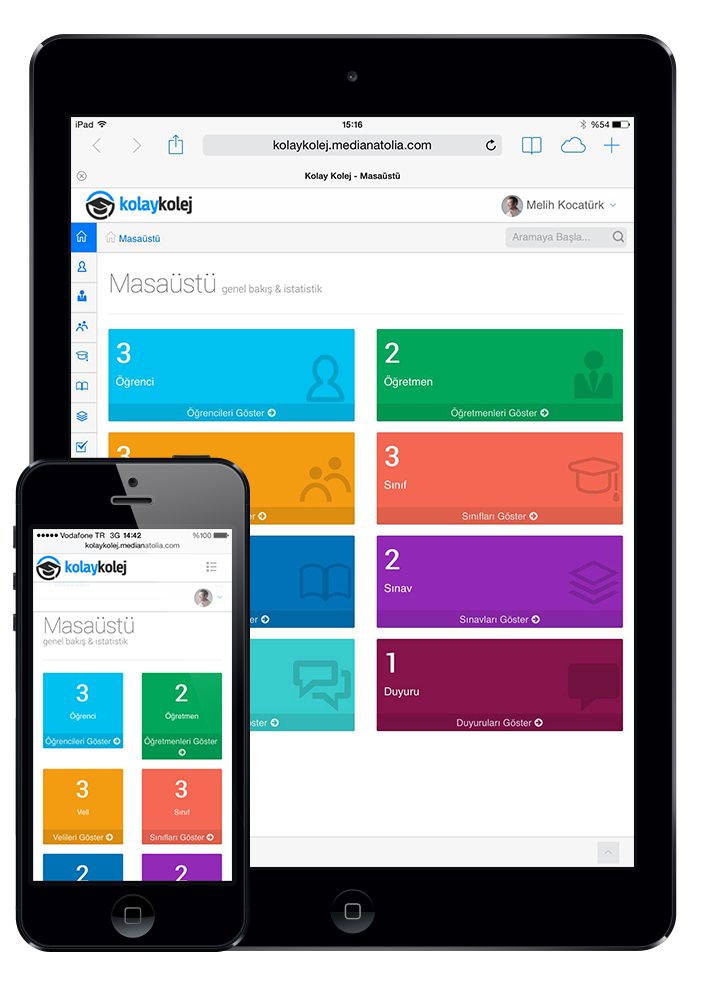 iPad 15:16 %54
kolaykolej.medianatolia.com
Kolay Kolej - Masaüstü
kolaykolej Melih Kocatürk
Masaüstü Aramaya Başla...
Masaüstü genel bakış & istatistik
3 2
Öğrenci Öğretmen
Öğrencileri Göster Öğretmenleri Göster
3 3
Sınıf
r Sınıfları Göster
2
Sınav
er Sınavları Göster
1
Duyuru
ster Duyuruları Göster
Vodafone TR 3G 14:42 %100
kolaykolej.medianatolia.com
kolaykolej
Masaüstü
genel bakış & istatistik
3 2
Öğrenci Öğretmen
Öğrencileri Göster Öğretmenleri Göster
3 3
Veli Sınıf
Velileri Göster Sınıfları Göster
2 2